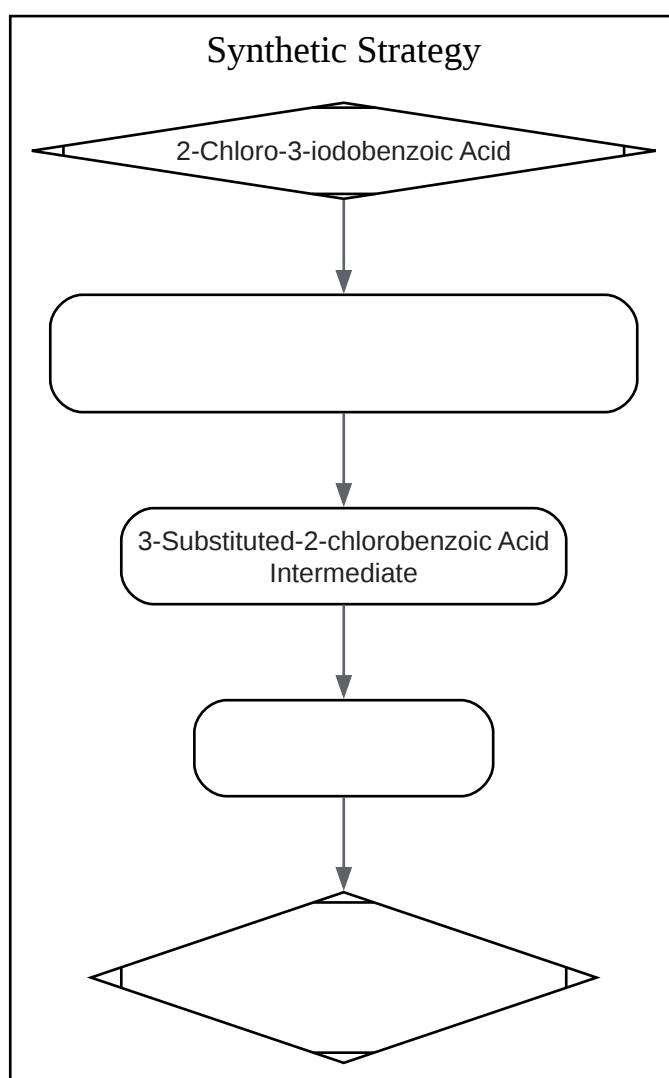 Synthetic Strategy
2-Chloro-3-iodobenzoic Acid
3-Substituted-2-chlorobenzoic Acid
Intermediate